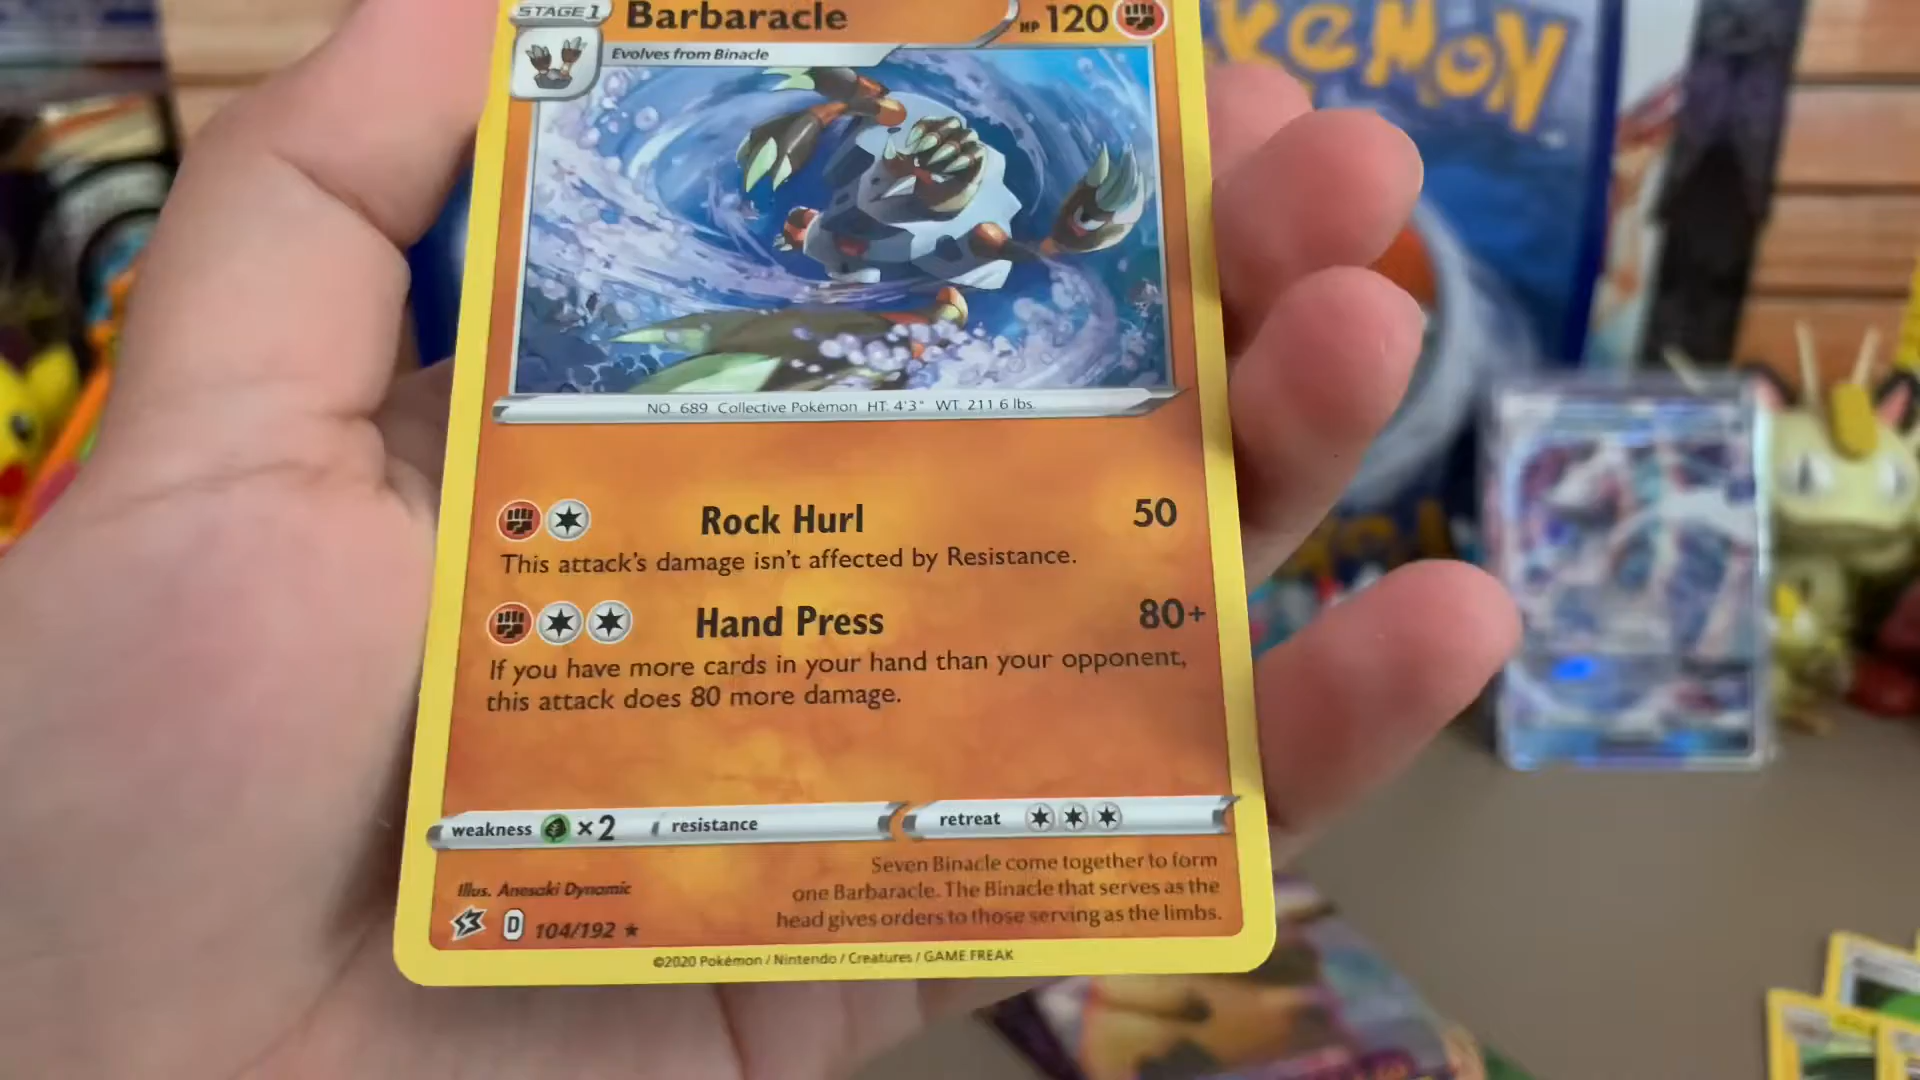 STAGE 1 Barbaracle HP 120
Evolves from Binacle
POKéMON
NO. 689 Collective Pokémon HT. 4'3" WT. 211.6 lbs.
Rock Hurl 50
This attack's damage isn't affected by Resistance.
Hand Press 80+
If you have more cards in your hand than your opponent,
this attack does 80 more damage.
weakness ×2 resistance retreat
Seven Binacle come together to form
one Barbaracle. The Binacle that serves as the
head gives orders to those serving as the limbs.
Illus. Anesaki Dynamic
D 104/192 ★
©2020 Pokémon / Nintendo / Creatures / GAME FREAK